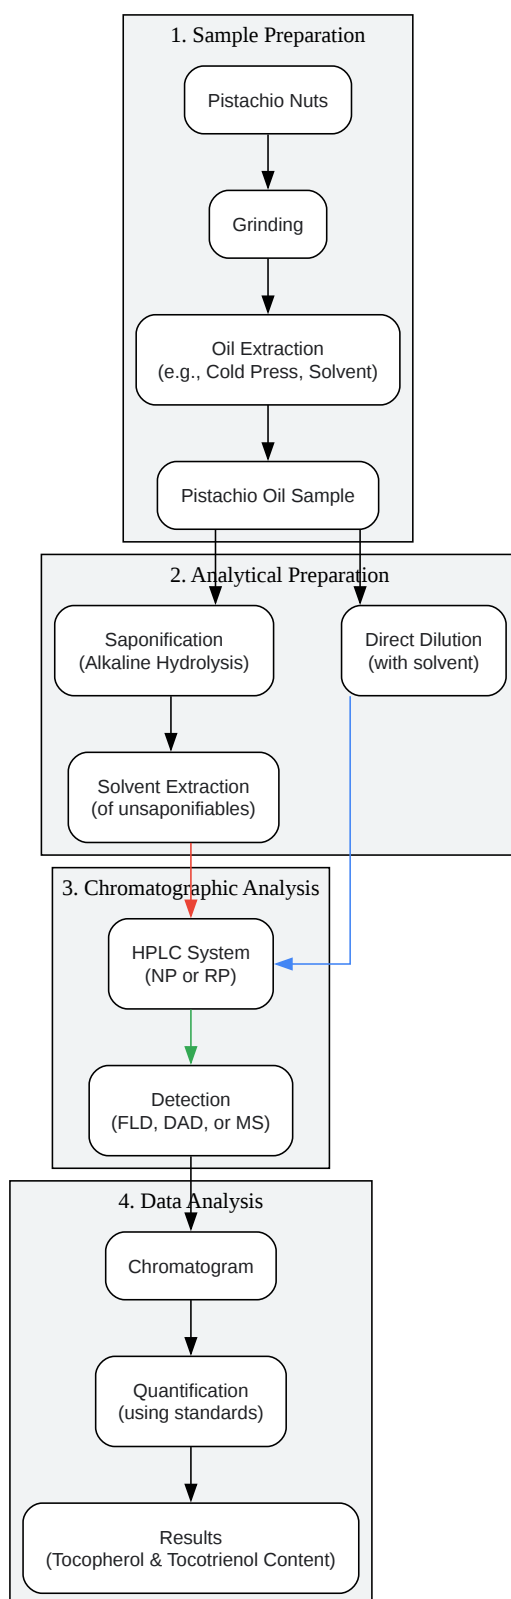 1. Sample Preparation
Pistachio Nuts
Grinding
Oil Extraction
(e.g., Cold Press, Solvent)
Pistachio Oil Sample
2. Analytical Preparation
Saponification
(Alkaline Hydrolysis)
Direct Dilution
(with solvent)
Solvent Extraction
(of unsaponifiables)
3. Chromatographic Analysis
HPLC System
(NP or RP)
Detection
(FLD, DAD, or MS)
4. Data Analysis
Chromatogram
Quantification
(using standards)
Results
(Tocopherol & Tocotrienol Content)